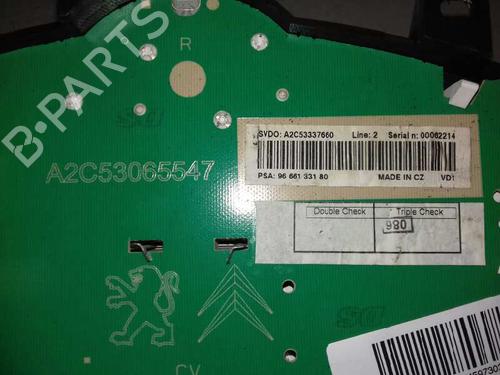 B-PARTS
R
SVDO: A2C53337660 Line: 2 Serial n: 00062214
A2C53065547
PSA: 96 661 331 80 MADE IN CZ VD1
Double Check Triple Check
980
CV